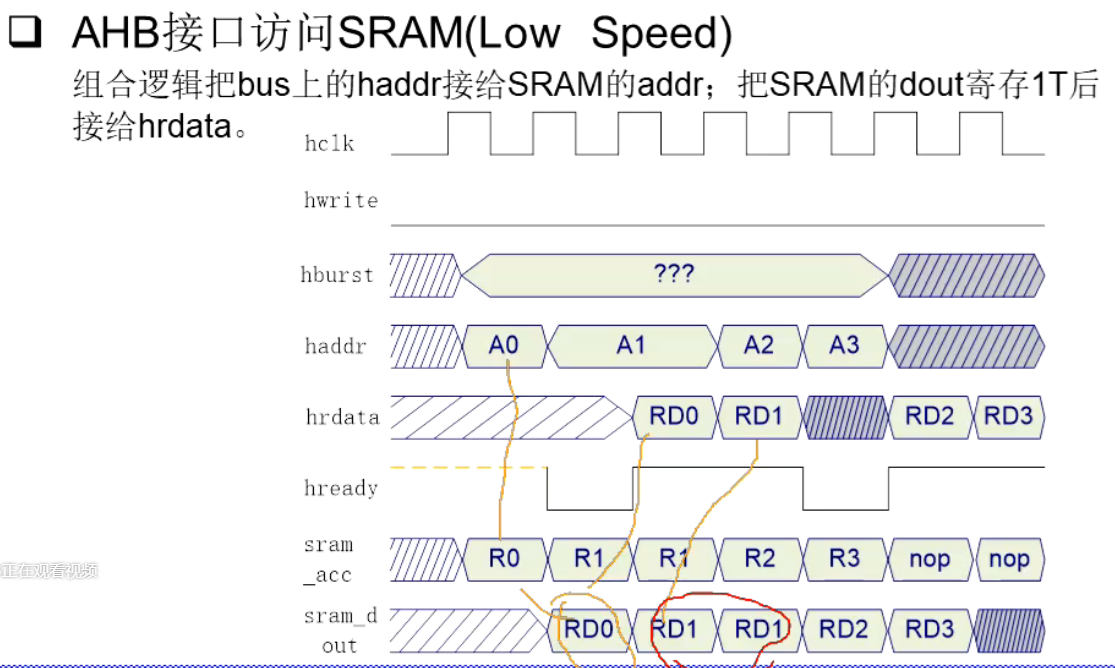 AHB接口访问SRAM(Low Speed)
组合逻辑把bus上的haddr接给SRAM的addr；把SRAM的dout寄存1T后
接给hrdata。
hclk
hwrite
hburst ???
haddr A0 A1 A2 A3
hrdata RD0 RD1 RD2 RD3
hready
sram
_acc R0 R1 R1 R2 R3 nop nop
正在观看视频
sram_d
out RD0 RD1 RD1 RD2 RD3